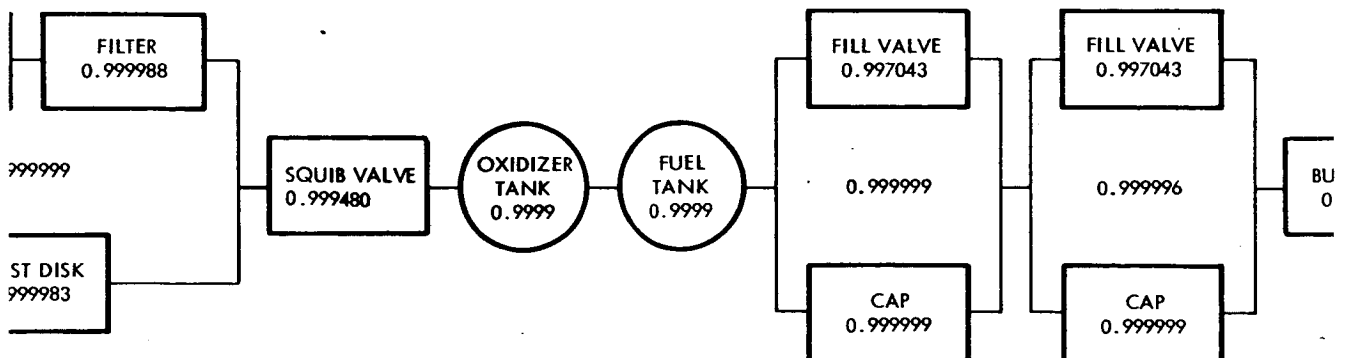 FILTER
0.999988
999999
ST DISK
999983
SQUIB VALVE
0.999480
OXIDIZER
TANK
0.9999
FUEL
TANK
0.9999
FILL VALVE
0.997043
0.999999
CAP
0.999999
FILL VALVE
0.997043
0.999996
CAP
0.999999
BU
0